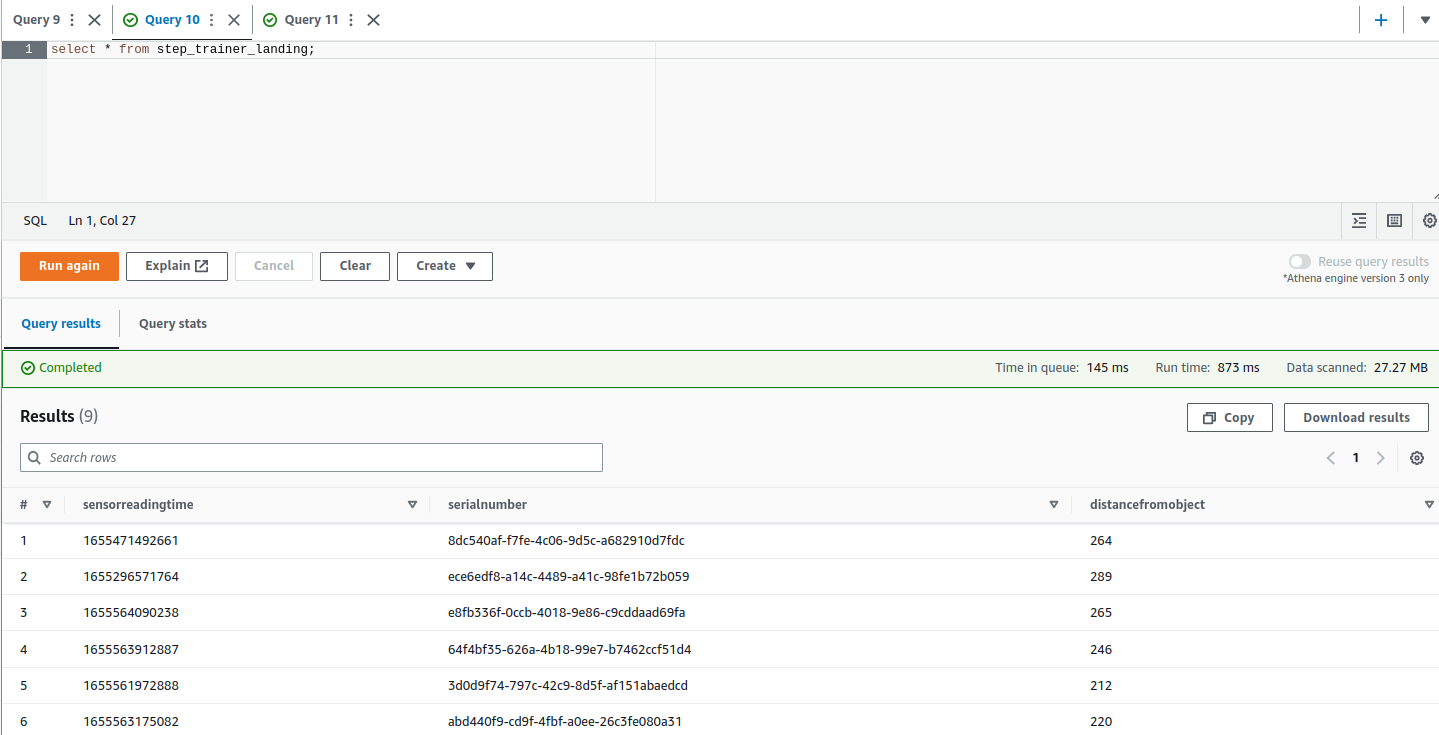 Query 9 Query 10 Query 11
1 select * from step_trainer_landing;
SQL Ln 1, Col 27
Run again Explain Cancel Clear Create Reuse query results
*Athena engine version 3 only
Query results Query stats
Completed Time in queue: 145 ms Run time: 873 ms Data scanned: 27.27 MB
Results (9) Copy Download results
Search rows 1
# sensorreadingtime serialnumber distancefromobject
1 1655471492661 8dc540af-f7fe-4c06-9d5c-a682910d7fdc 264
2 1655296571764 ece6edf8-a14c-4489-a41c-98fe1b72b059 289
3 1655564090238 e8fb336f-0ccb-4018-9e86-c9cddaad69fa 265
4 1655563912887 64f4bf35-626a-4b18-99e7-b7462ccf51d4 246
5 1655561972888 3d0d9f74-797c-42c9-8d5f-af151abaedcd 212
6 1655563175082 abd440f9-cd9f-4fbf-a0ee-26c3fe080a31 220